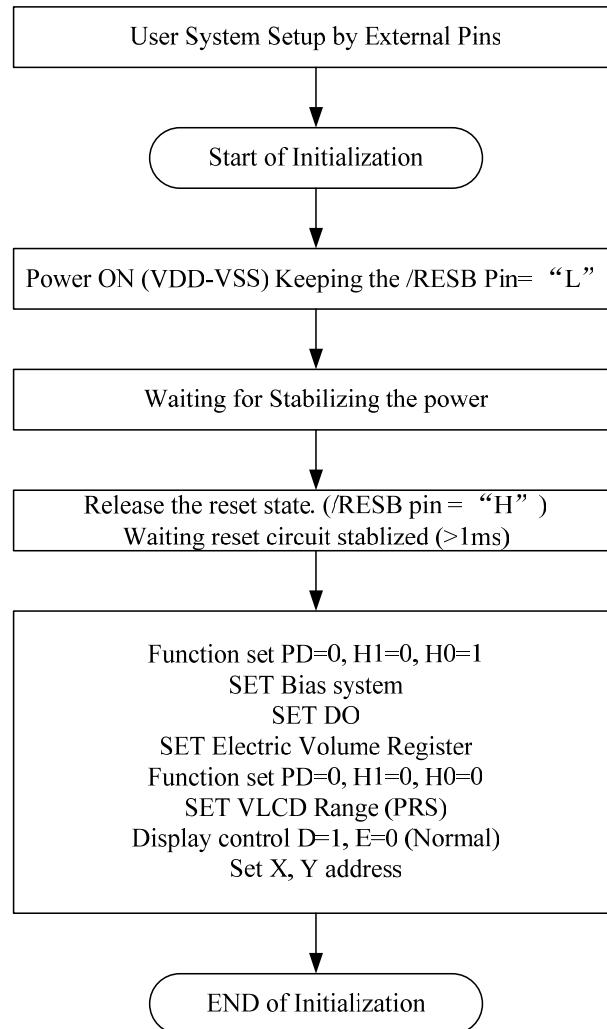 User System Setup by External Pins
Start of Initialization
Power ON (VDD-VSS) Keeping the /RESB Pin= “L”
Waiting for Stabilizing the power
Release the reset state. (/RESB pin = “H” )
Waiting reset circuit stablized (>1ms)
Function set PD=0, H1=0, H0=1
SET Bias system
SET DO
SET Electric Volume Register
Function set PD=0, H1=0, H0=0
SET VLCD Range (PRS)
Display control D=1, E=0 (Normal)
Set X, Y address
END of Initialization